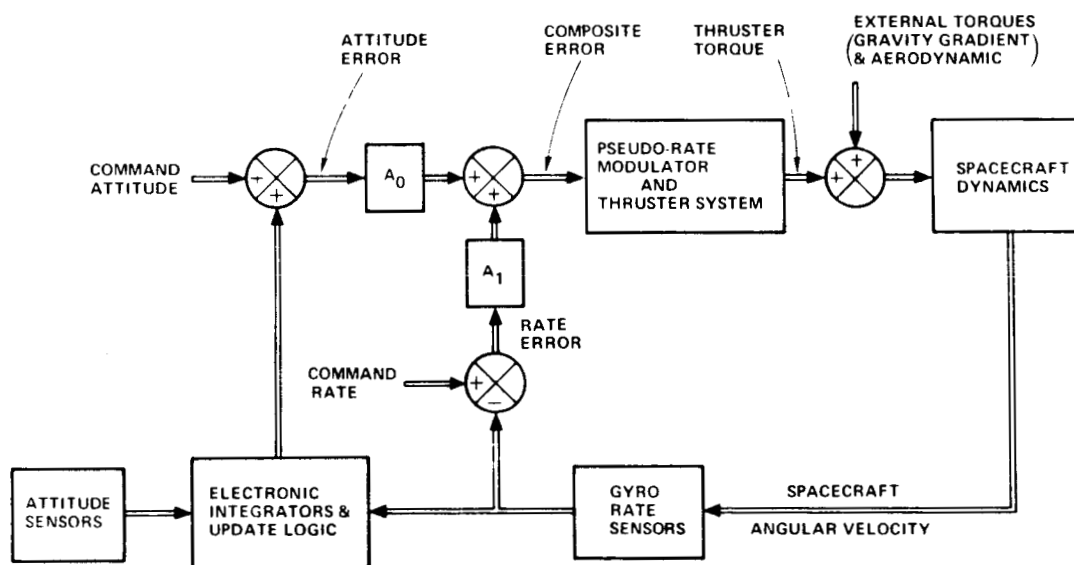 EXTERNAL TORQUES
(GRAVITY GRADIENT
& AERODYNAMIC)
ATTITUDE
ERROR
COMPOSITE
ERROR
THRUSTER
TORQUE
COMMAND
ATTITUDE
+
+
A0
+
+
PSEUDO-RATE
MODULATOR
AND
THRUSTER SYSTEM
+
+
SPACECRAFT
DYNAMICS
A1
RATE
ERROR
COMMAND
RATE
+
−
ATTITUDE
SENSORS
ELECTRONIC
INTEGRATORS &
UPDATE LOGIC
GYRO
RATE
SENSORS
SPACECRAFT
ANGULAR VELOCITY